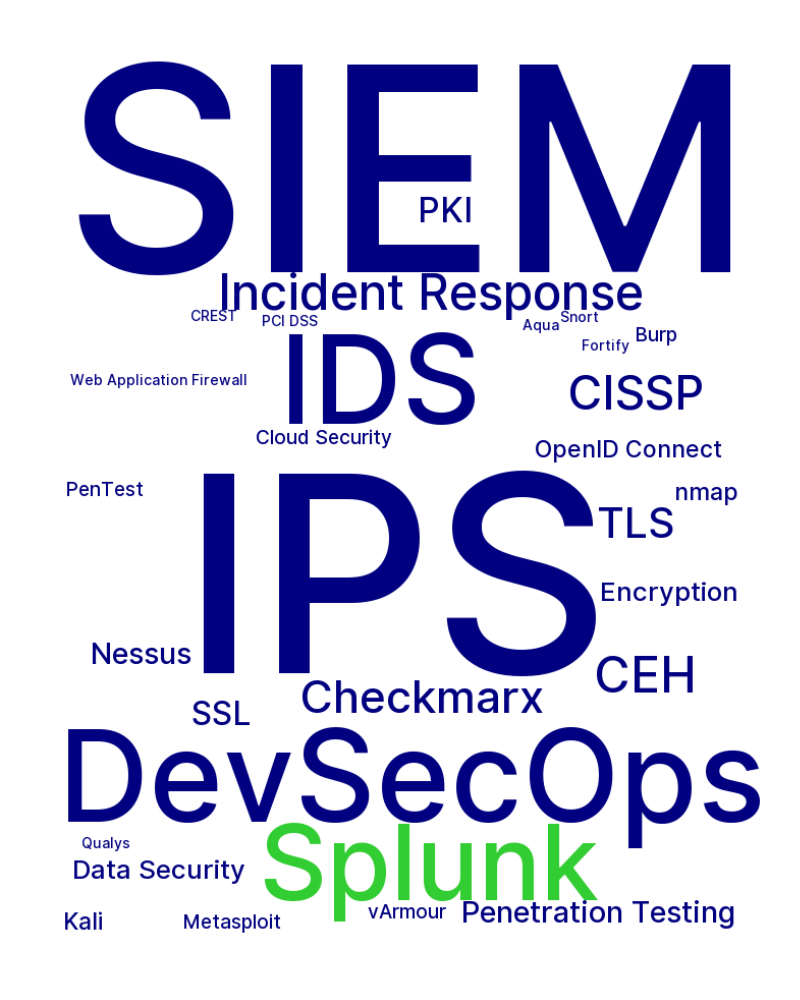 SIEM
PKI
Incident Response
CREST
PCI DSS
Aqua
Snort
Burp
Fortify
IDS
Web Application Firewall
CISSP
Cloud Security
OpenID Connect
PenTest
IPS
nmap
TLS
Encryption
Nessus
CEH
Checkmarx
SSL
DevSecOps
Qualys
Splunk
Data Security
Kali
Metasploit
vArmour
Penetration Testing